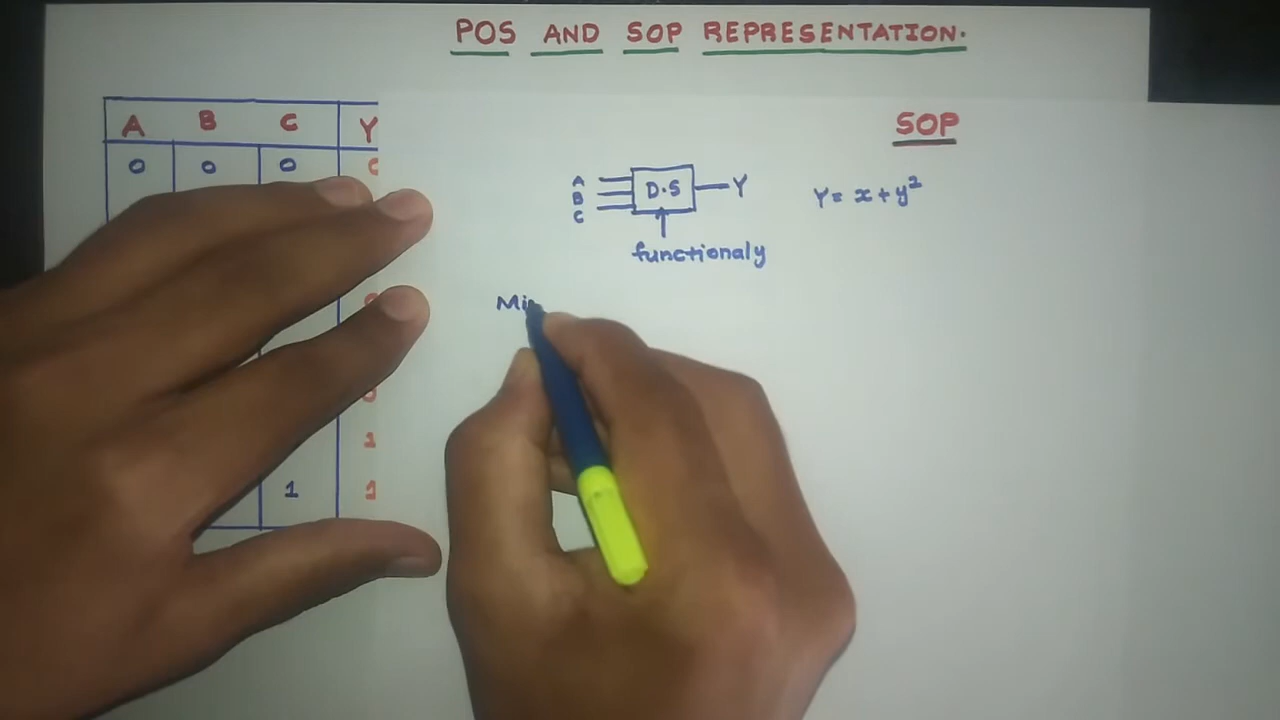 POS AND SOP REPRESENTATION.
SOP
A B C Y
0 0 0
1
1 1
A
B
C
D.S
Y
Y = x + y²
functionaly